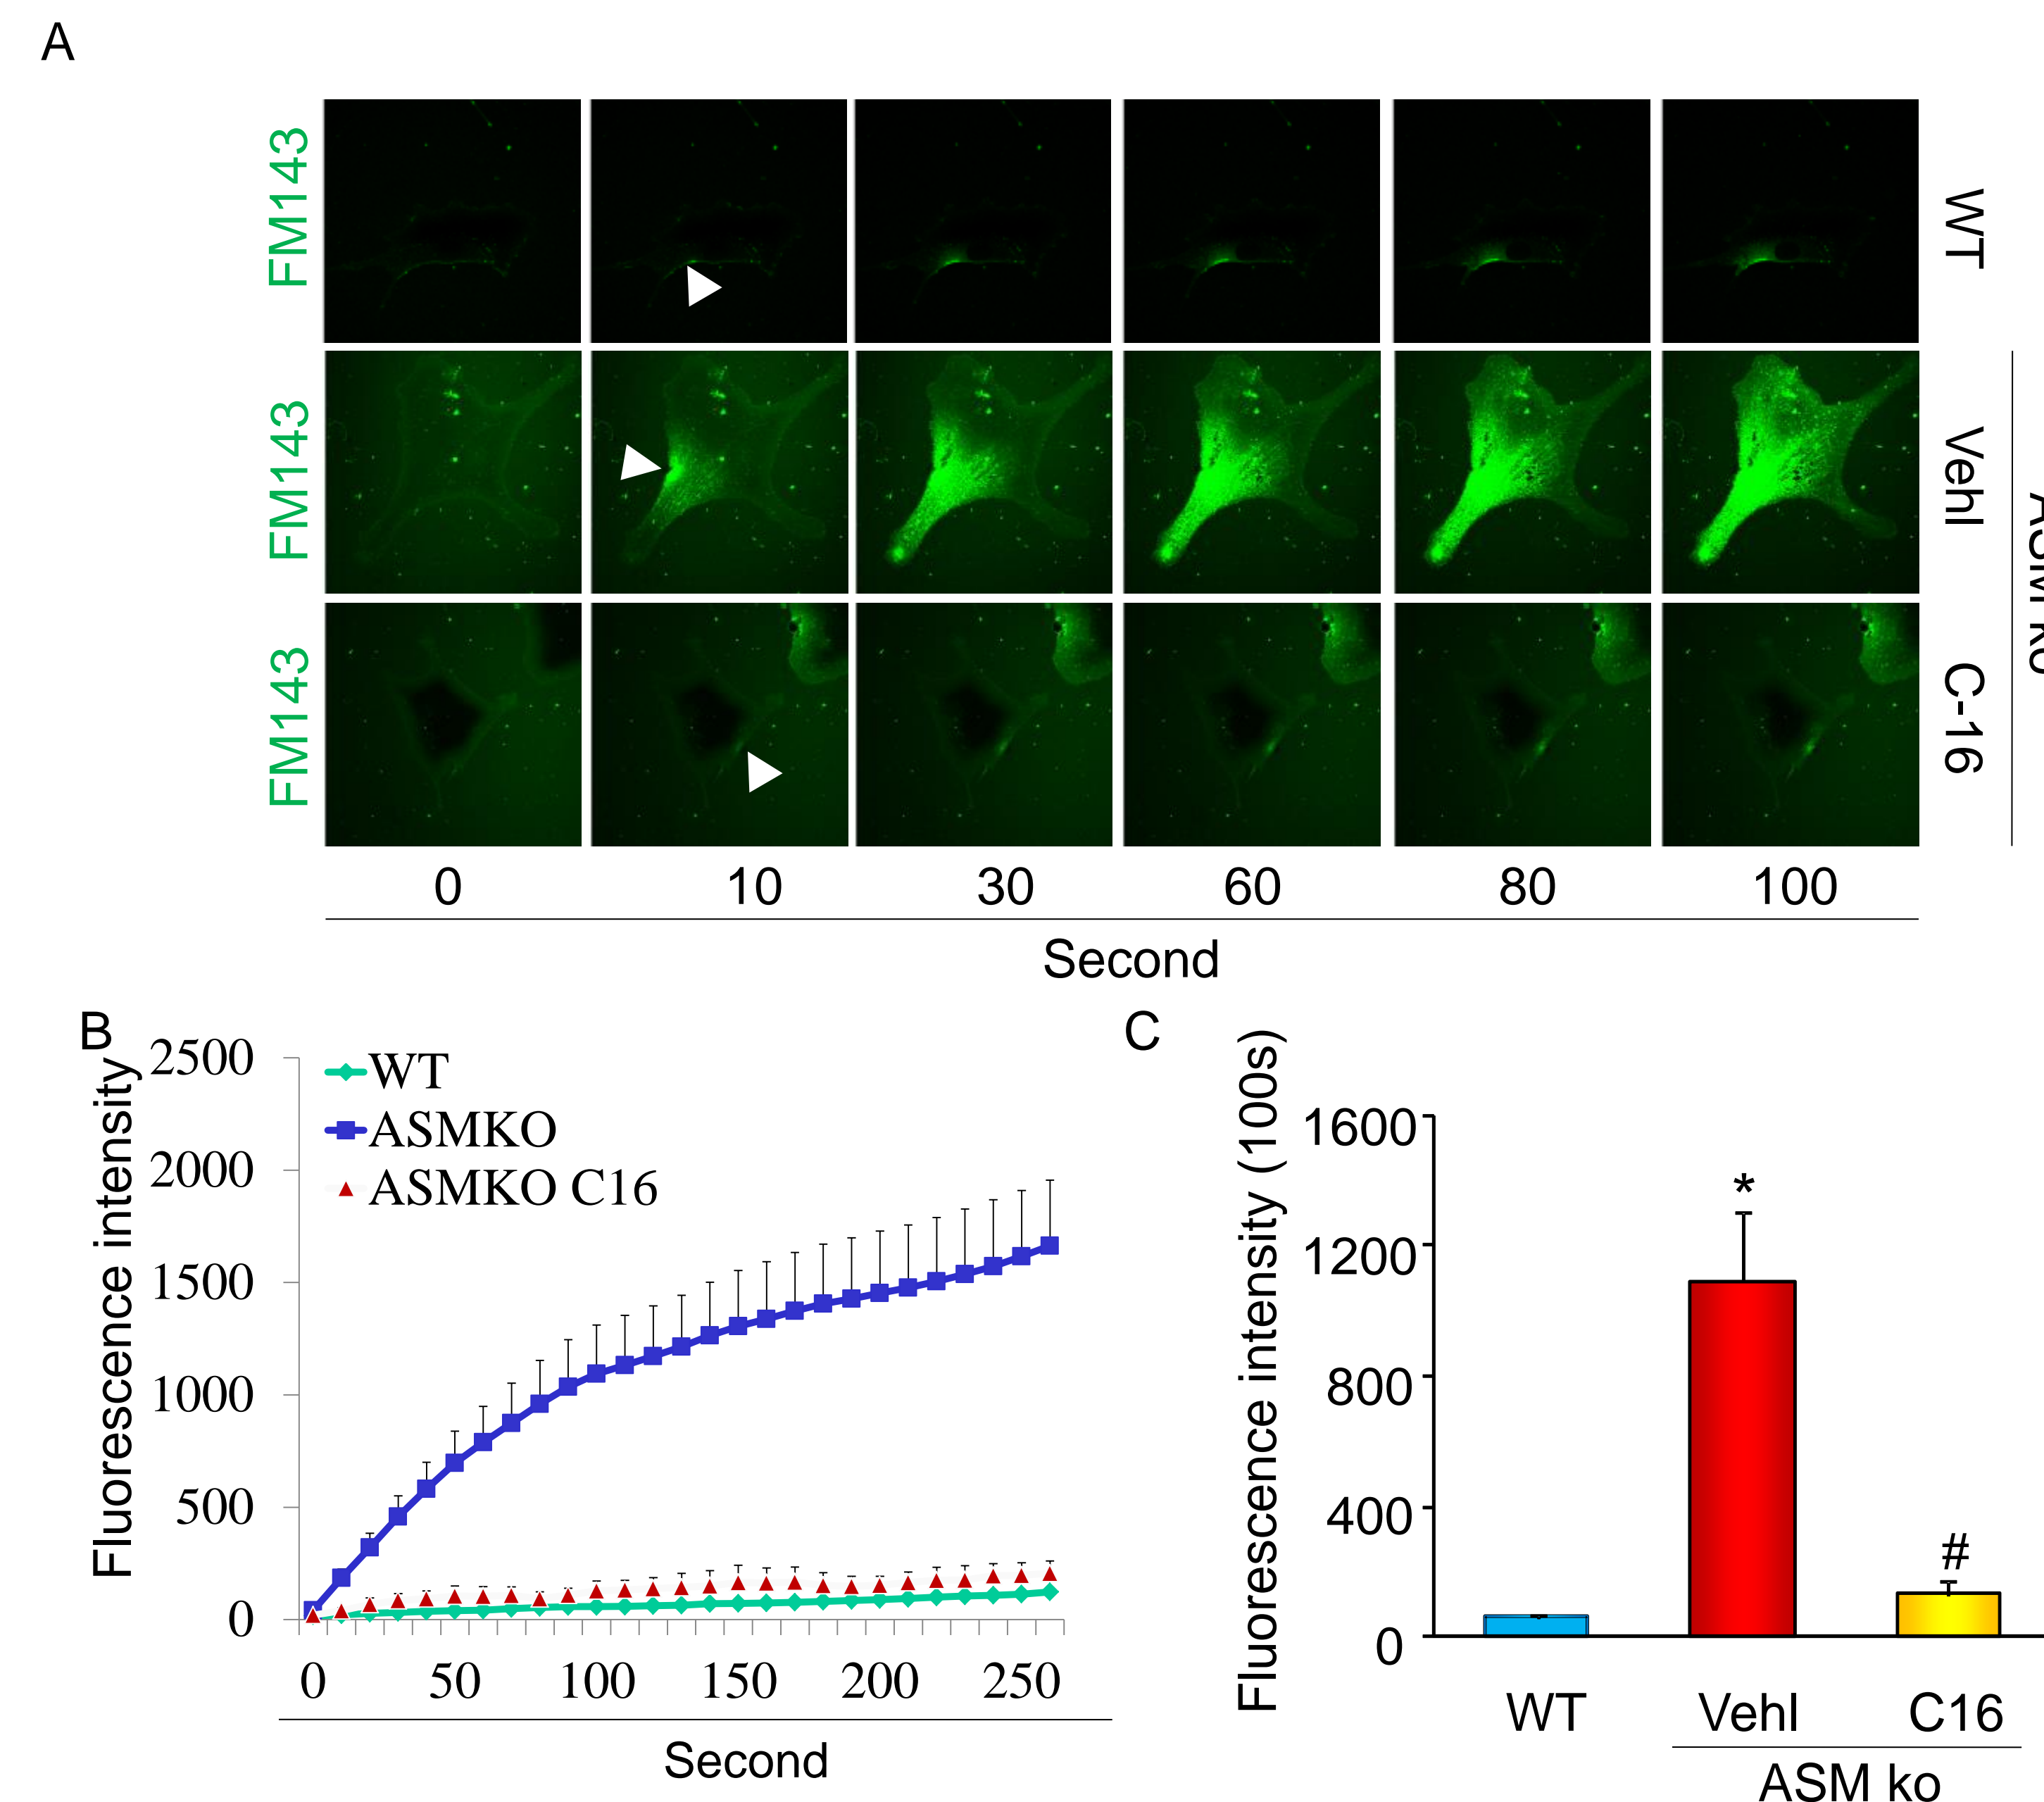 A
FM143
WT
FM143
Vehl
FM143
C-16
ASM ko
0 10 30 60 80 100
Second
B
Fluorescence intensity
2500
2000
1500
1000
500
0
WT
ASMKO
ASMKO C16
0 50 100 150 200 250
Second
C
Fluorescence intensity (100s)
1600
1200
800
400
0
*
#
WT Vehl C16
ASM ko